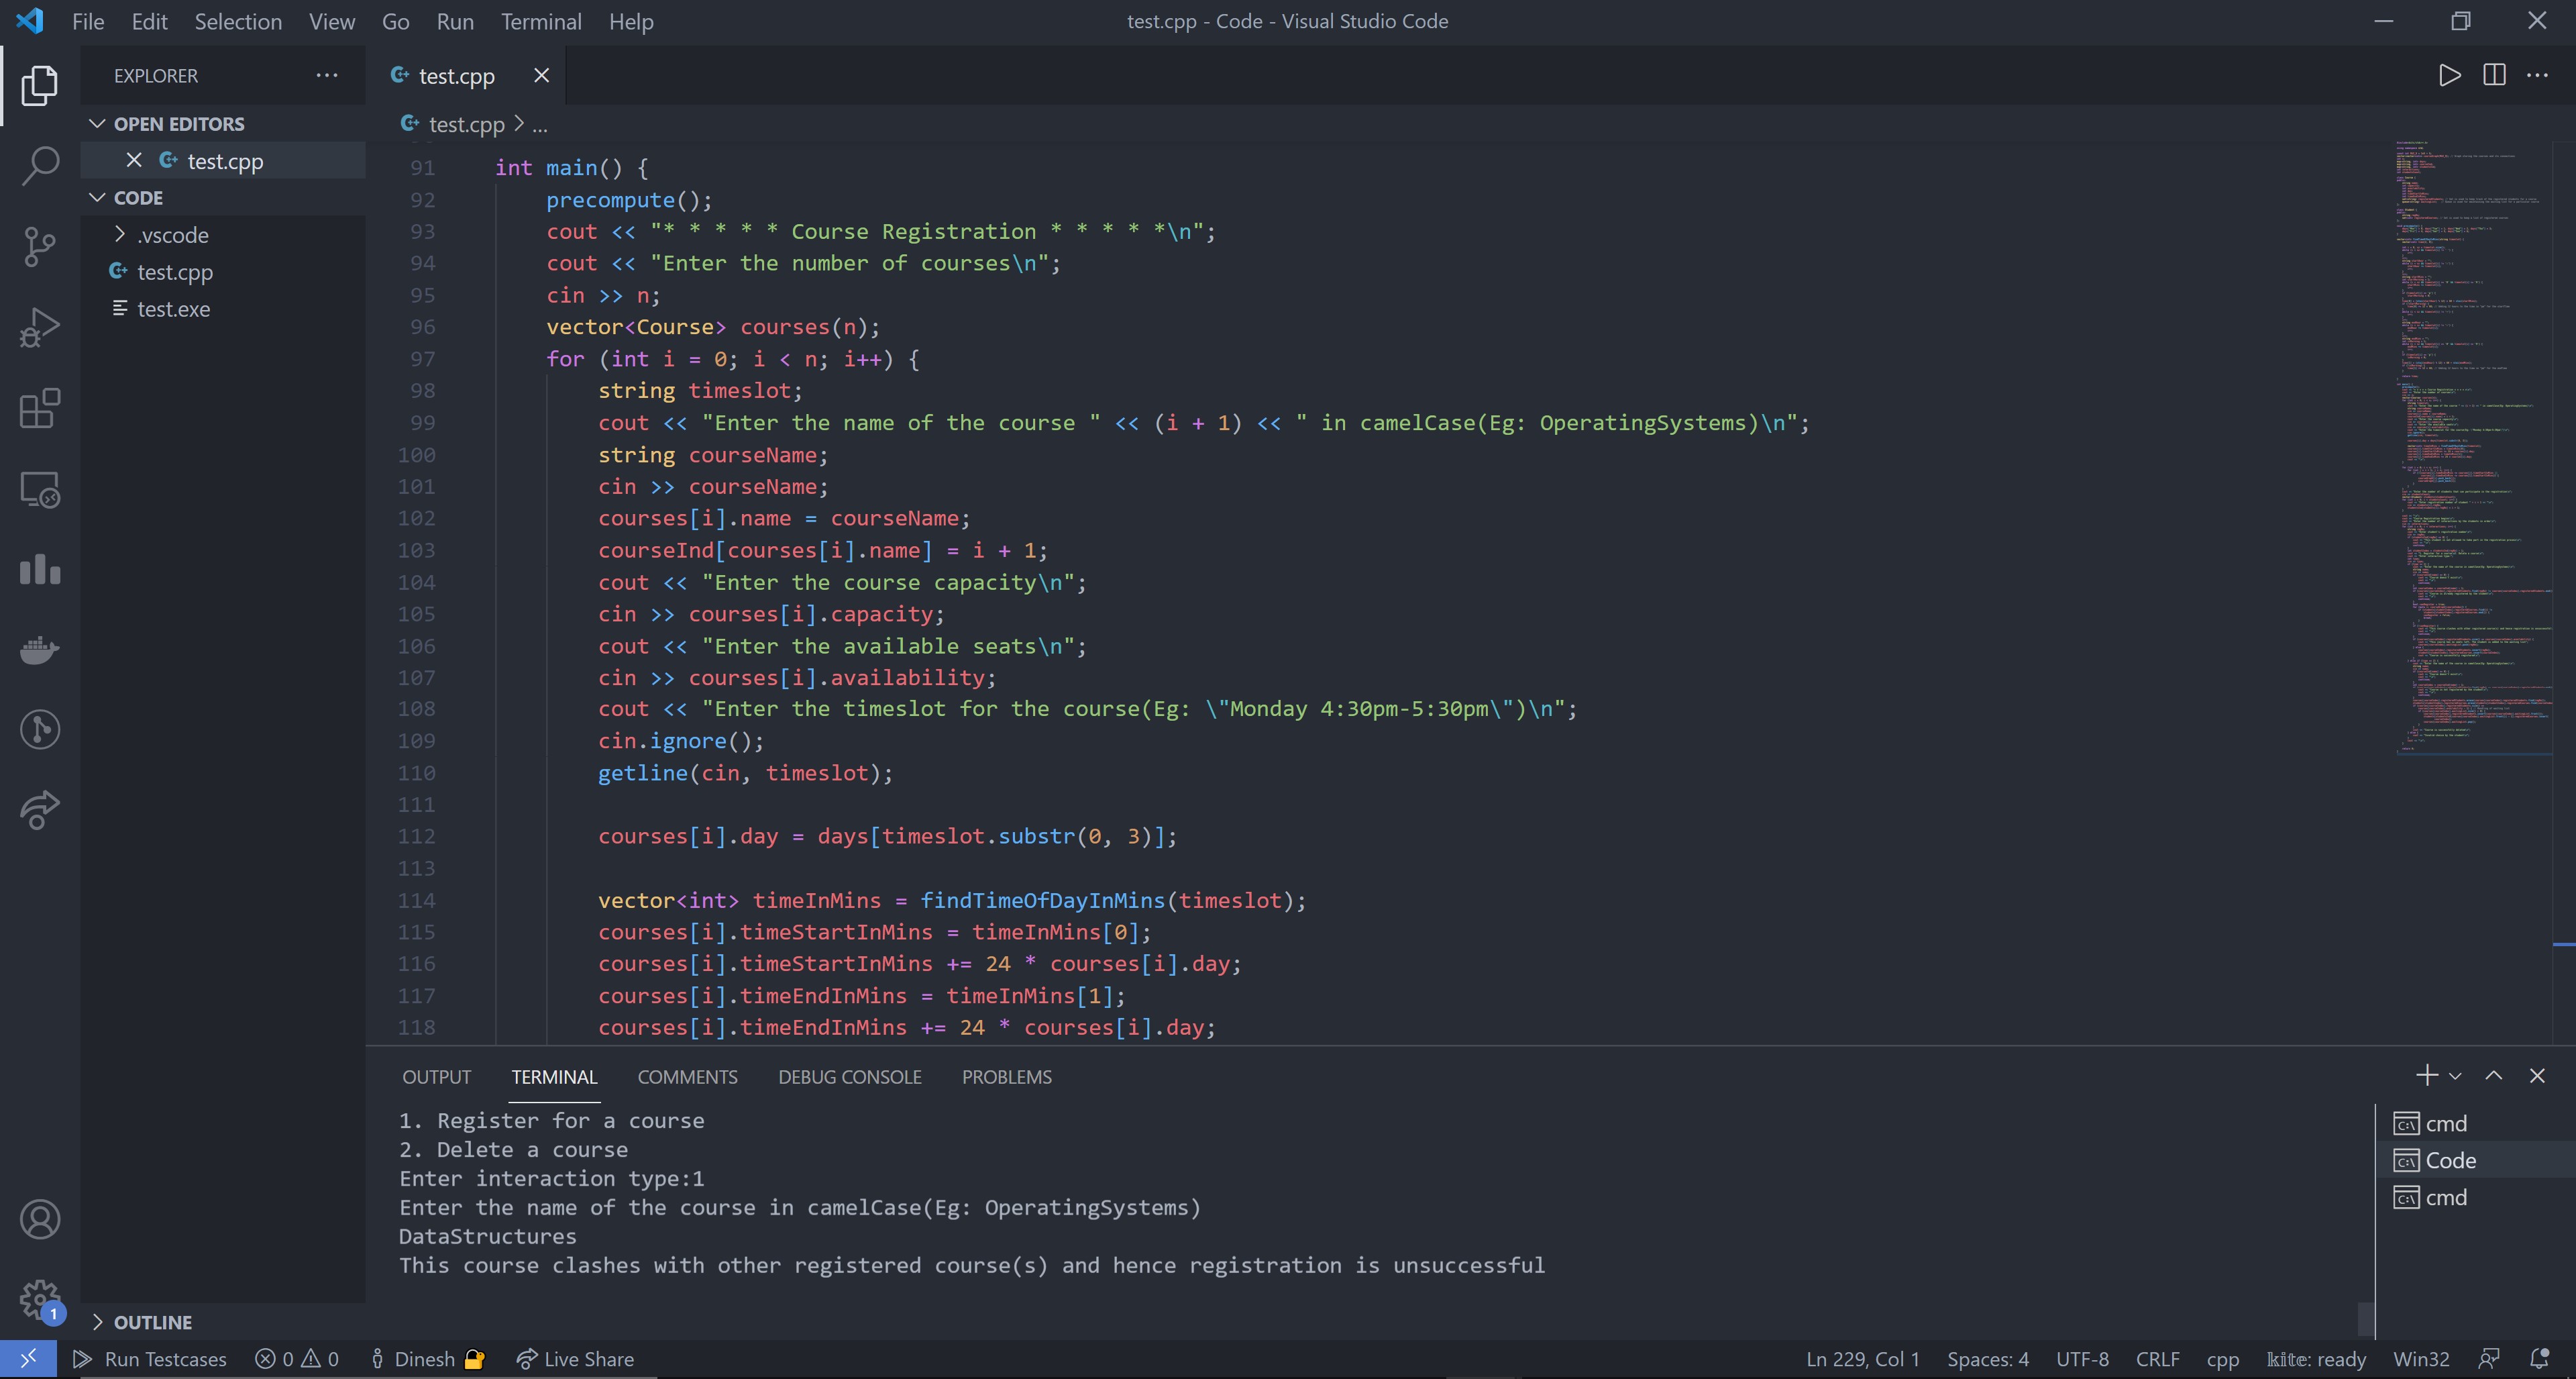 File Edit Selection View Go Run Terminal Help
test.cpp - Code - Visual Studio Code
EXPLORER
OPEN EDITORS
test.cpp
CODE
.vscode
test.cpp
test.exe
OUTLINE
test.cpp
test.cpp > ...
91 int main() {
92 precompute();
93 cout << "* * * * * Course Registration * * * * *\n";
94 cout << "Enter the number of courses\n";
95 cin >> n;
96 vector<Course> courses(n);
97 for (int i = 0; i < n; i++) {
98 string timeslot;
99 cout << "Enter the name of the course " << (i + 1) << " in camelCase(Eg: OperatingSystems)\n";
100 string courseName;
101 cin >> courseName;
102 courses[i].name = courseName;
103 courseInd[courses[i].name] = i + 1;
104 cout << "Enter the course capacity\n";
105 cin >> courses[i].capacity;
106 cout << "Enter the available seats\n";
107 cin >> courses[i].availability;
108 cout << "Enter the timeslot for the course(Eg: \"Monday 4:30pm-5:30pm\")\n";
109 cin.ignore();
110 getline(cin, timeslot);
111
112 courses[i].day = days[timeslot.substr(0, 3)];
113
114 vector<int> timeInMins = findTimeOfDayInMins(timeslot);
115 courses[i].timeStartInMins = timeInMins[0];
116 courses[i].timeStartInMins += 24 * courses[i].day;
117 courses[i].timeEndInMins = timeInMins[1];
118 courses[i].timeEndInMins += 24 * courses[i].day;
OUTPUT TERMINAL COMMENTS DEBUG CONSOLE PROBLEMS
1. Register for a course
2. Delete a course
Enter interaction type:1
Enter the name of the course in camelCase(Eg: OperatingSystems)
DataStructures
This course clashes with other registered course(s) and hence registration is unsuccessful
cmd
Code
cmd
1
Run Testcases 0 0 Dinesh Live Share Ln 229, Col 1 Spaces: 4 UTF-8 CRLF cpp kite: ready Win32